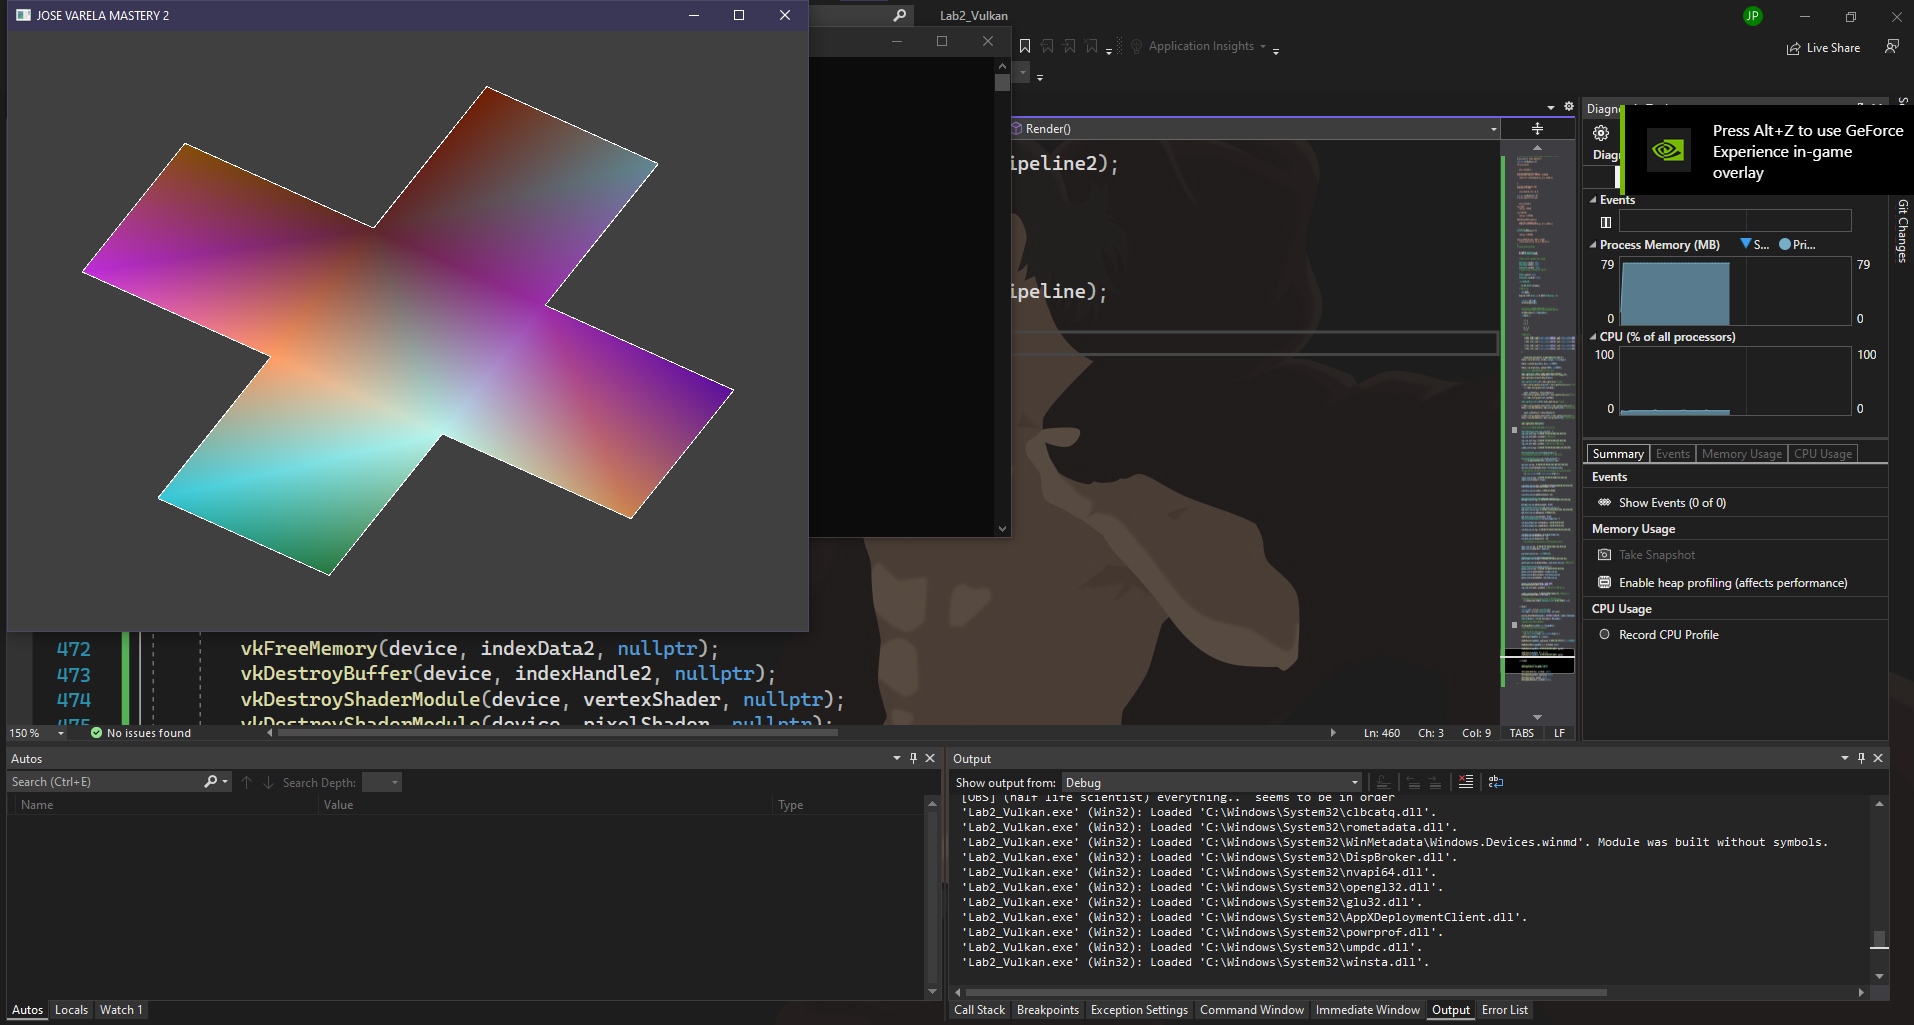 JOSE VARELA MASTERY 2
Lab2_Vulkan
JP
Application Insights
Live Share
Render()
ipeline2);
ipeline);
Press Alt+Z to use GeForce
Experience in-game
overlay
Events
Process Memory (MB) S... Pri...
79 79
0 0
CPU (% of all processors)
100 100
0 0
Summary Events Memory Usage CPU Usage
Events
Show Events (0 of 0)
Memory Usage
Take Snapshot
Enable heap profiling (affects performance)
CPU Usage
Record CPU Profile
Git Changes
472 vkFreeMemory(device, indexData2, nullptr);
473 vkDestroyBuffer(device, indexHandle2, nullptr);
474 vkDestroyShaderModule(device, vertexShader, nullptr);
475 vkDestroyShaderModule(device, pixelShader, nullptr);
150 % No issues found Ln: 460 Ch: 3 Col: 9 TABS LF
Autos
Search (Ctrl+E) Search Depth:
Name Value Type
Autos Locals Watch 1
Output
Show output from: Debug
[OBS] (half life scientist) everything.. seems to be in order
'Lab2_Vulkan.exe' (Win32): Loaded 'C:\Windows\System32\clbcatq.dll'.
'Lab2_Vulkan.exe' (Win32): Loaded 'C:\Windows\System32\rometadata.dll'.
'Lab2_Vulkan.exe' (Win32): Loaded 'C:\Windows\System32\WinMetadata\Windows.Devices.winmd'. Module was built without symbols.
'Lab2_Vulkan.exe' (Win32): Loaded 'C:\Windows\System32\DispBroker.dll'.
'Lab2_Vulkan.exe' (Win32): Loaded 'C:\Windows\System32\nvapi64.dll'.
'Lab2_Vulkan.exe' (Win32): Loaded 'C:\Windows\System32\opengl32.dll'.
'Lab2_Vulkan.exe' (Win32): Loaded 'C:\Windows\System32\glu32.dll'.
'Lab2_Vulkan.exe' (Win32): Loaded 'C:\Windows\System32\AppXDeploymentClient.dll'.
'Lab2_Vulkan.exe' (Win32): Loaded 'C:\Windows\System32\powrprof.dll'.
'Lab2_Vulkan.exe' (Win32): Loaded 'C:\Windows\System32\umpdc.dll'.
'Lab2_Vulkan.exe' (Win32): Loaded 'C:\Windows\System32\winsta.dll'.
Call Stack Breakpoints Exception Settings Command Window Immediate Window Output Error List